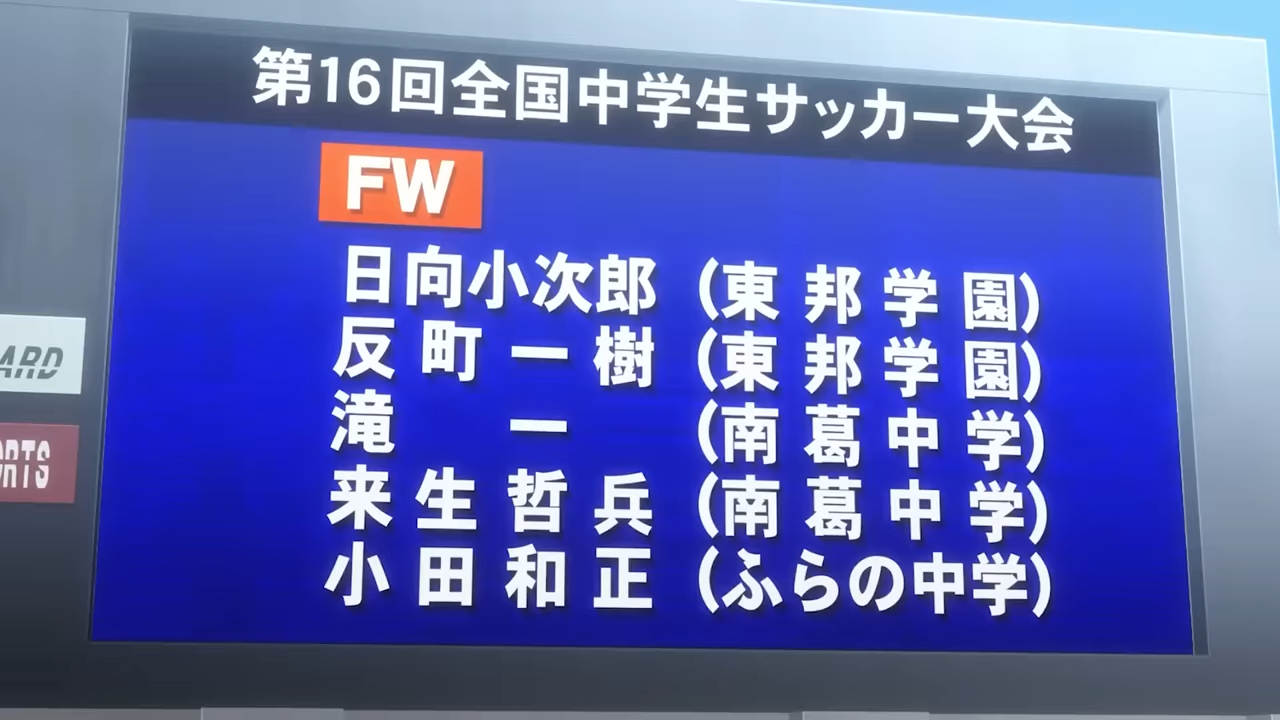 第16回全国中学生サッカー大会
FW
日向小次郎 (東邦学園)
反町一樹 (東邦学園)
滝一 (南葛中学)
来生哲兵 (南葛中学)
小田和正 (ふらの中学)